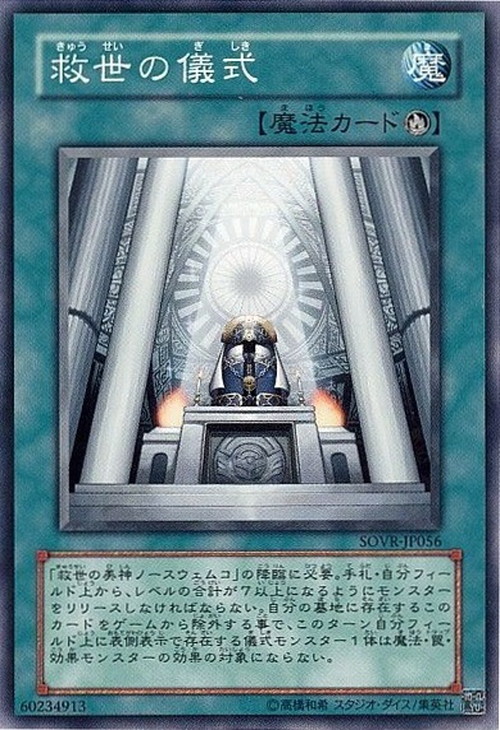 救世の儀式
魔
【魔法カード】
SOVR-JP056
「救世の美神ノースウェムコ」の降臨に必要。手札・自分フィー
ルド上から、レベルの合計が7以上になるようにモンスター
をリリースしなければならない。自分の墓地に存在するこの
カードをゲームから除外する事で、このターン自分フィール
ド上に表側表示で存在する儀式モンスター1体は魔法・罠・
効果モンスターの効果の対象にならない。
60234913
©高橋和希 スタジオ・ダイス/集英社